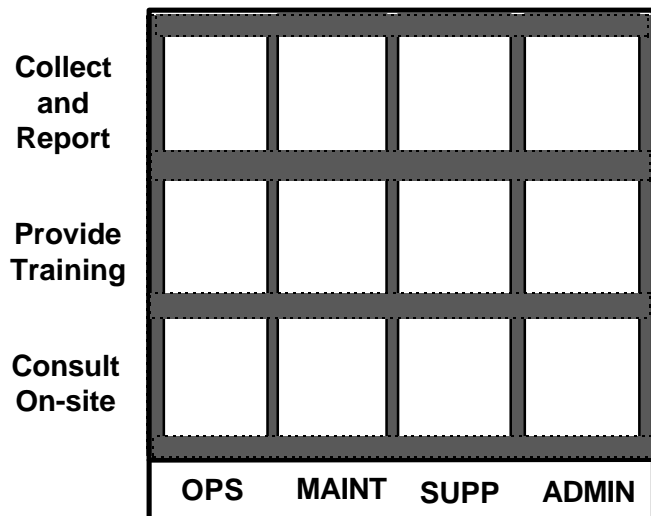 Collect
and
Report
Provide
Training
Consult
On-site
OPS MAINT SUPP ADMIN